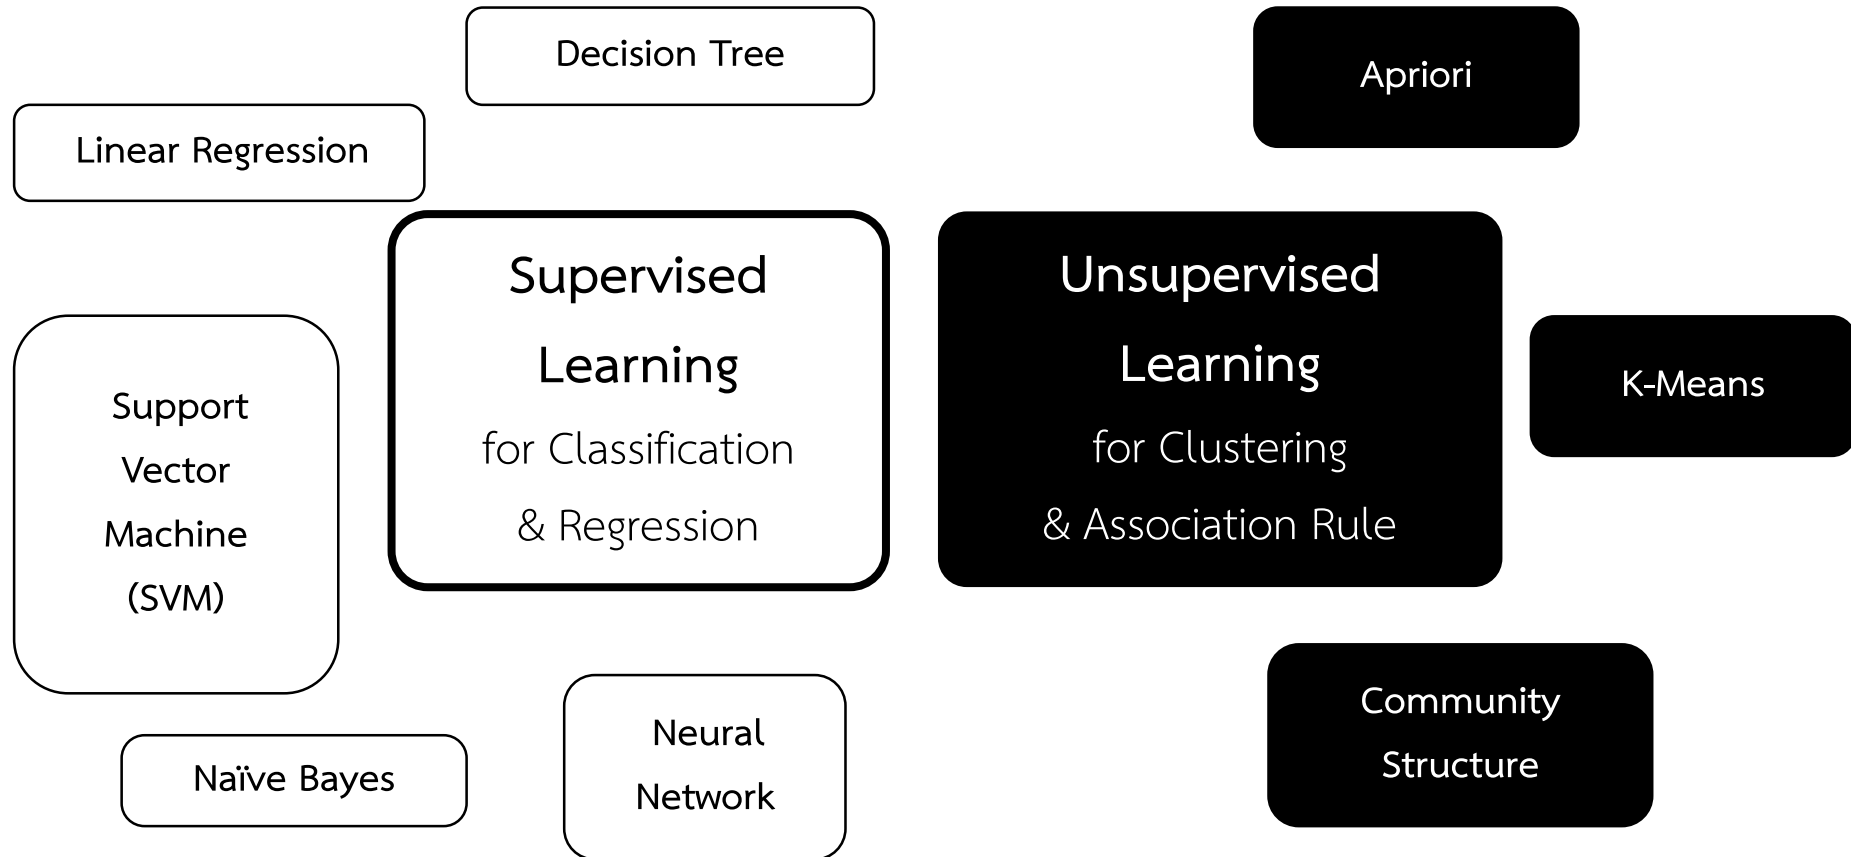 Decision Tree
Apriori
Linear Regression
Supervised
Learning
for Classification
& Regression
Unsupervised
Learning
for Clustering
& Association Rule
K-Means
Support
Vector
Machine
(SVM)
Community
Structure
Neural
Network
Naïve Bayes